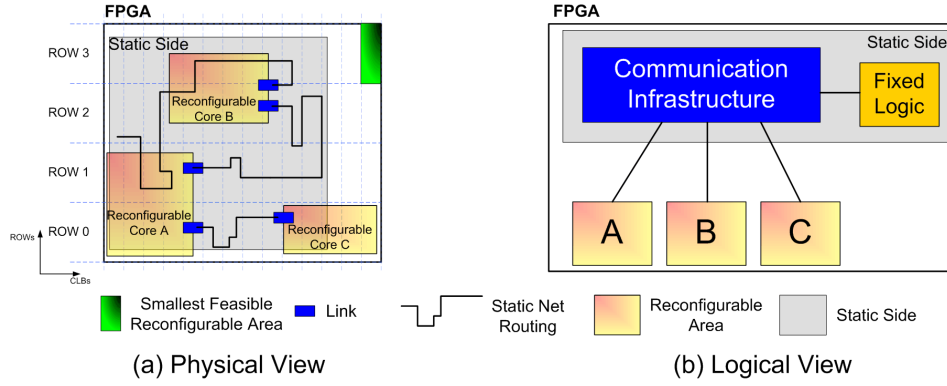 FPGA
Static Side
ROW 3
ROW 2
ROW 1
ROW 0
Reconfigurable
Core B
Reconfigurable
Core A
Reconfigurable
Core C
ROWs
CLBs
FPGA
Static Side
Communication
Infrastructure
Fixed
Logic
A
B
C
Smallest Feasible
Reconfigurable Area
Link
Static Net
Routing
Reconfigurable
Area
Static Side
(a) Physical View
(b) Logical View